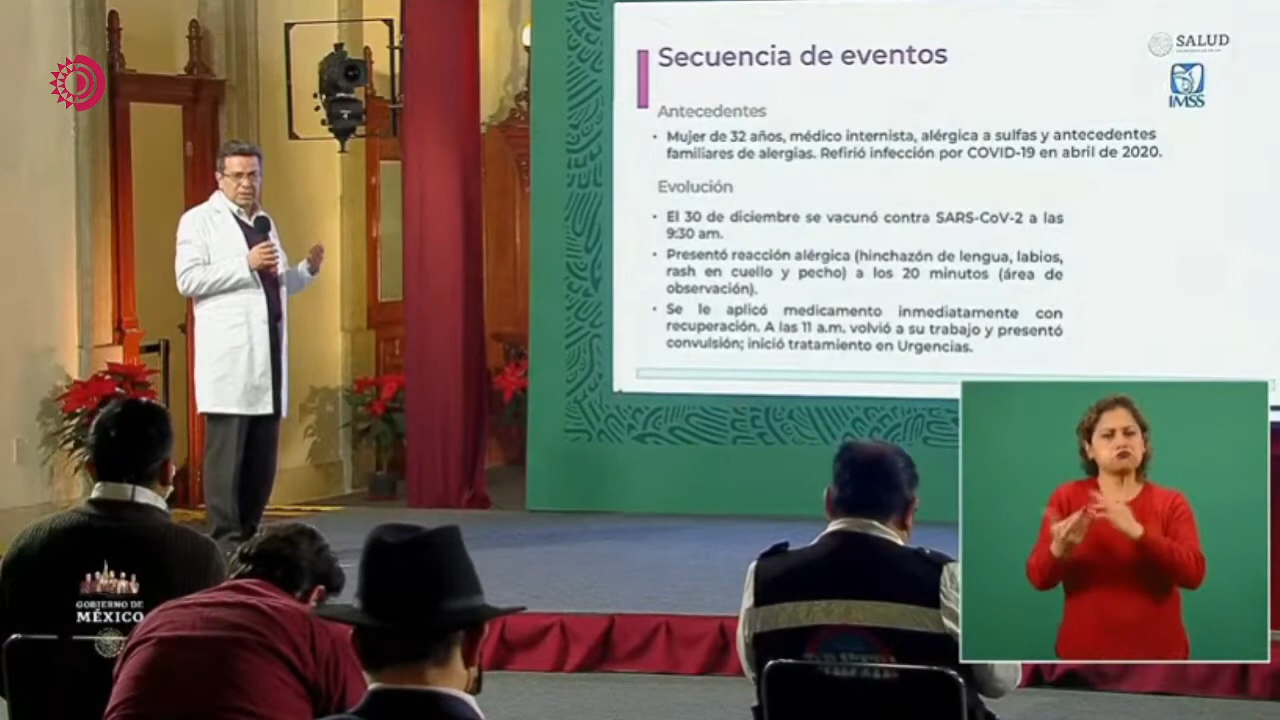 Secuencia de eventos
SALUD
IMSS
Antecedentes
• Mujer de 32 años, médico internista, alérgica a sulfas y antecedentes
familiares de alergias. Refirió infección por COVID-19 en abril de 2020.
Evolución
• El 30 de diciembre se vacunó contra SARS-CoV-2 a las
9:30 am.
• Presentó reacción alérgica (hinchazón de lengua, labios,
rash en cuello y pecho) a los 20 minutos (área de
observación).
• Se le aplicó medicamento inmediatamente con
recuperación. A las 11 a.m. volvió a su trabajo y presentó
convulsión; inició tratamiento en Urgencias.
GOBIERNO DE
MÉXICO